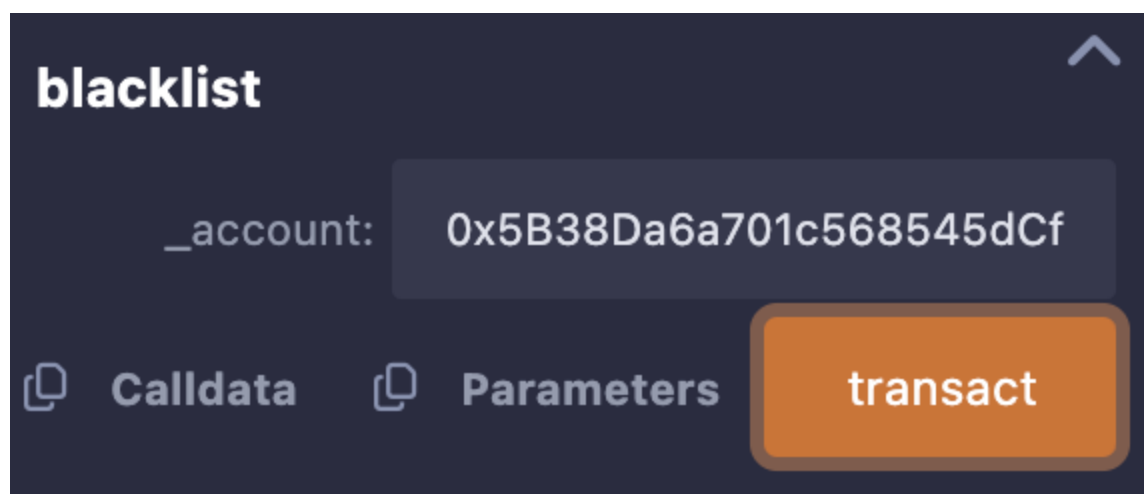 blacklist
_account: 0x5B38Da6a701c568545dCf
Calldata Parameters transact